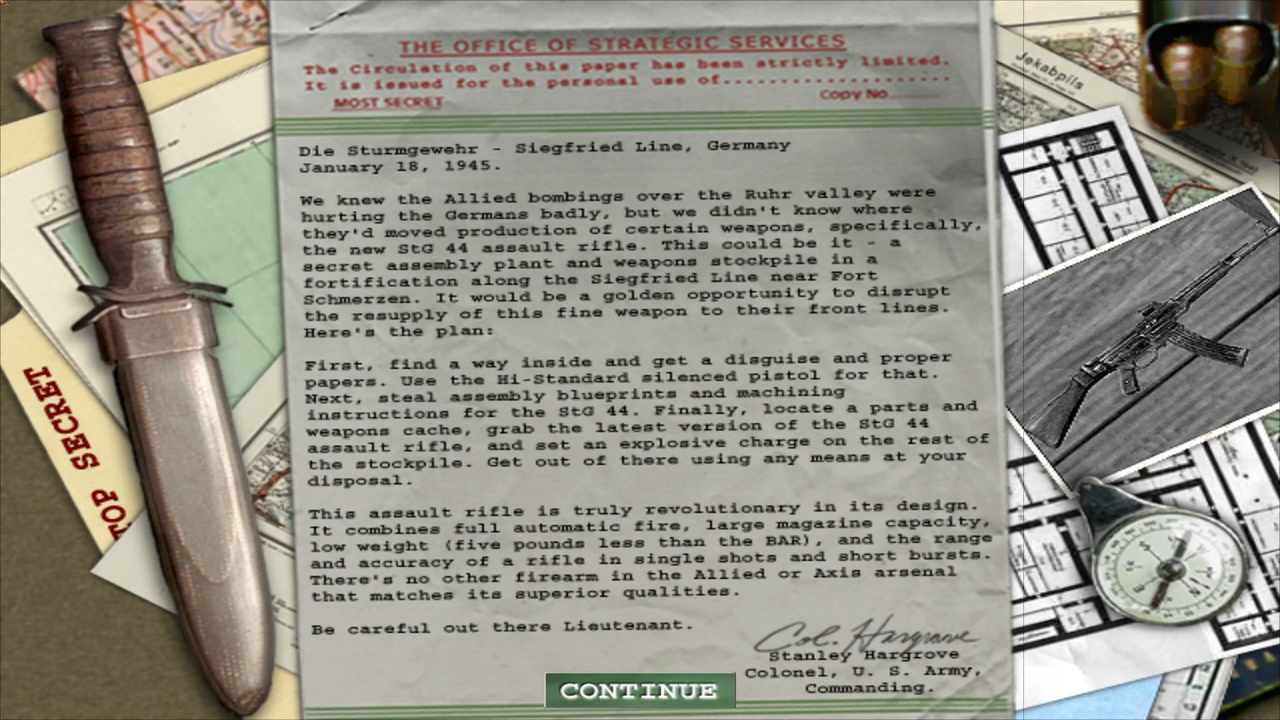 THE OFFICE OF STRATEGIC SERVICES
The Circulation of this paper has been strictly limited.
It is issued for the personal use of.....................
MOST SECRET
Copy No.......
Die Sturmgewehr - Siegfried Line, Germany
January 18, 1945.
We knew the Allied bombings over the Ruhr valley were
hurting the Germans badly, but we didn't know where
they'd moved production of certain weapons, specifically,
the new StG 44 assault rifle. This could be it - a
secret assembly plant and weapons stockpile in a
fortification along the Siegfried Line near Fort
Schmerzen. It would be a golden opportunity to disrupt
the resupply of this fine weapon to their front lines.
Here's the plan:
First, find a way inside and get a disguise and proper
papers. Use the Hi-Standard silenced pistol for that.
Next, steal assembly blueprints and machining
instructions for the StG 44. Finally, locate a parts and
weapons cache, grab the latest version of the StG 44
assault rifle, and set an explosive charge on the rest of
the stockpile. Get out of there using any means at your
disposal.
This assault rifle is truly revolutionary in its design.
It combines full automatic fire, large magazine capacity,
low weight (five pounds less than the BAR), and the range
and accuracy of a rifle in single shots and short bursts.
There's no other firearm in the Allied or Axis arsenal
that matches its superior qualities.
Be careful out there Lieutenant.
Col. Hargrove
Stanley Hargrove
Colonel, U. S. Army,
Commanding.
CONTINUE
TOP SECRET
Jekabpils